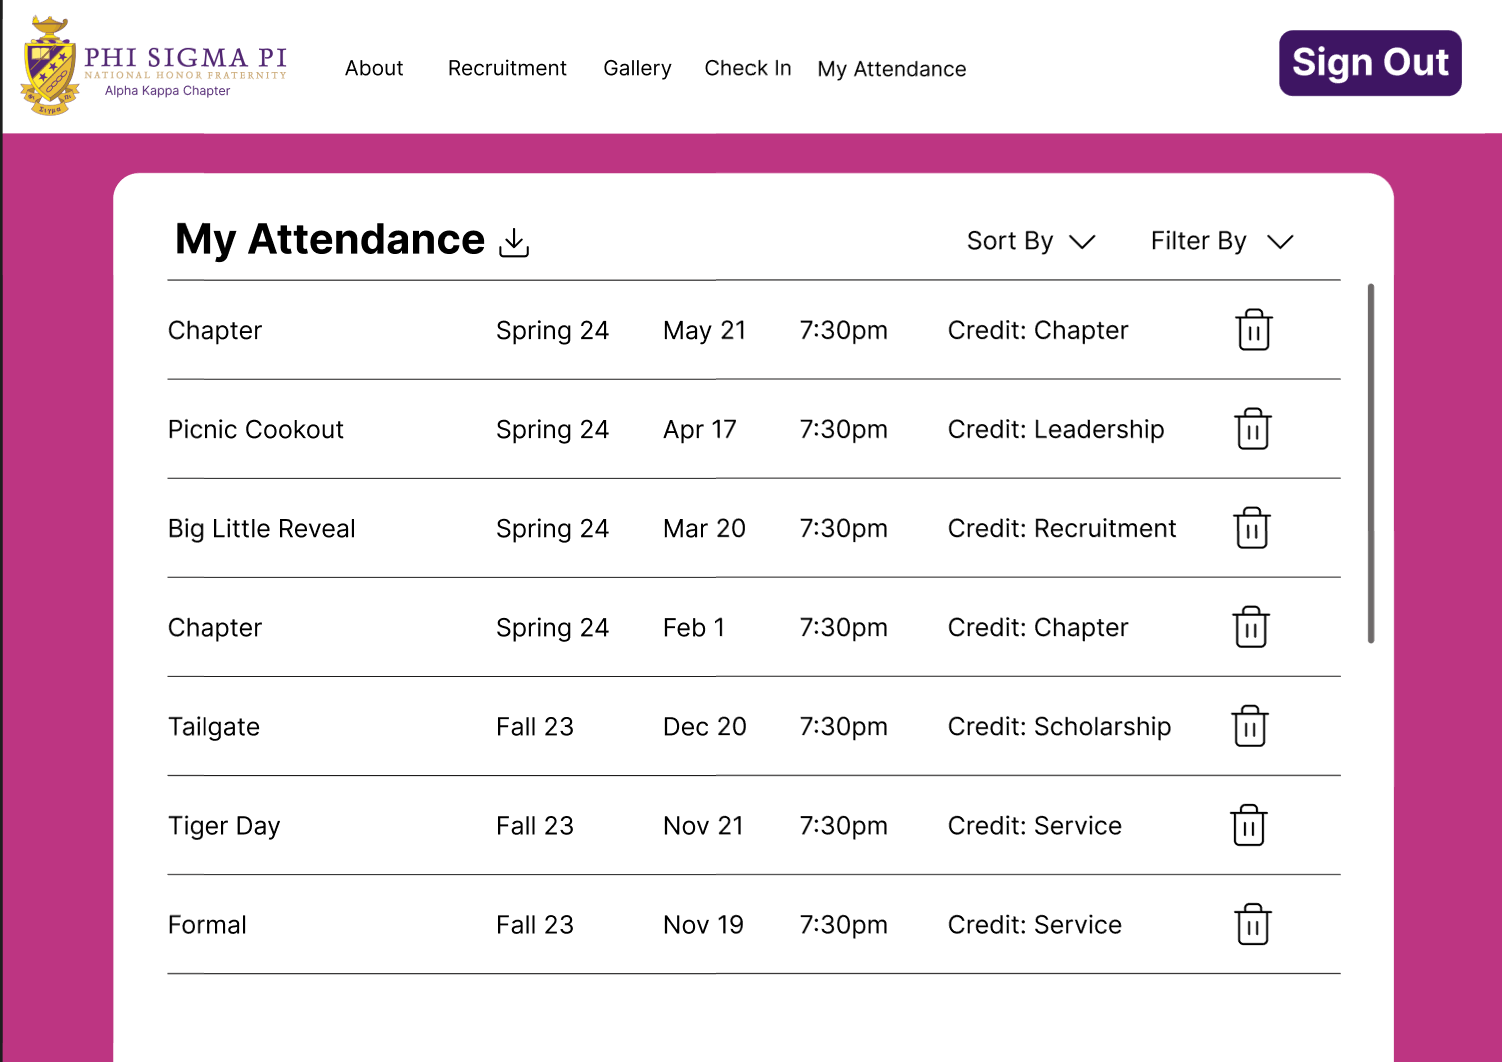 PHI SIGMA PI
NATIONAL HONOR FRATERNITY
Alpha Kappa Chapter
About Recruitment Gallery Check In My Attendance
Sign Out
My Attendance Sort By Filter By
Chapter Spring 24 May 21 7:30pm Credit: Chapter
Picnic Cookout Spring 24 Apr 17 7:30pm Credit: Leadership
Big Little Reveal Spring 24 Mar 20 7:30pm Credit: Recruitment
Chapter Spring 24 Feb 1 7:30pm Credit: Chapter
Tailgate Fall 23 Dec 20 7:30pm Credit: Scholarship
Tiger Day Fall 23 Nov 21 7:30pm Credit: Service
Formal Fall 23 Nov 19 7:30pm Credit: Service